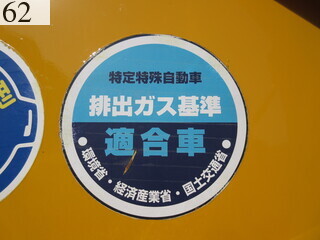 62
特定特殊自動車
排出ガス基準
適合車
・環境省・経済産業省・国土交通省・
型